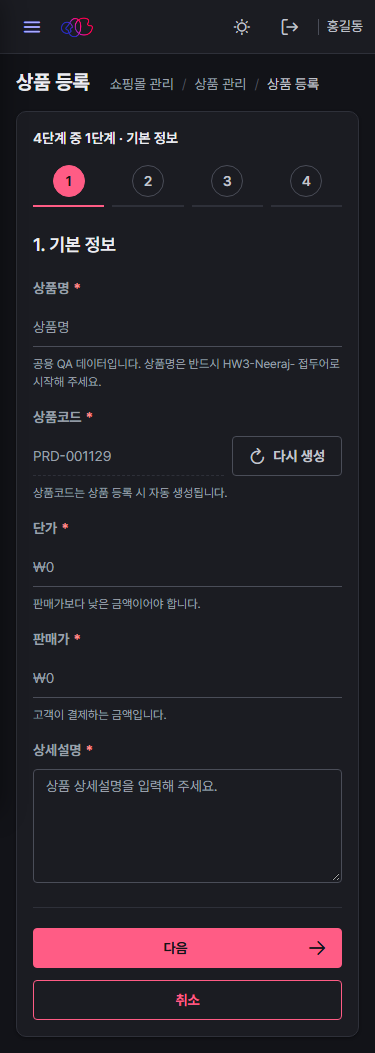 홍길동
상품 등록
쇼핑몰 관리 / 상품 관리 / 상품 등록
4단계 중 1단계 · 기본 정보
1 2 3 4
1. 기본 정보
상품명 *
상품명
공용 QA 데이터입니다. 상품명은 반드시 HW3-Neeraj- 접두어로
시작해 주세요.
상품코드 *
PRD-001129
다시 생성
상품코드는 상품 등록 시 자동 생성됩니다.
단가 *
₩0
판매가보다 낮은 금액이어야 합니다.
판매가 *
₩0
고객이 결제하는 금액입니다.
상세설명 *
상품 상세설명을 입력해 주세요.
다음
취소